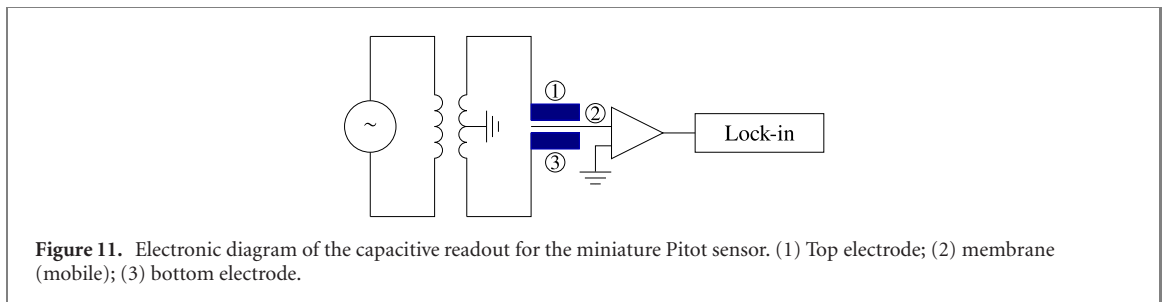 ①
②
~
Lock-in
③
Figure 11. Electronic diagram of the capacitive readout for the miniature Pitot sensor. (1) Top electrode; (2) membrane
(mobile); (3) bottom electrode.